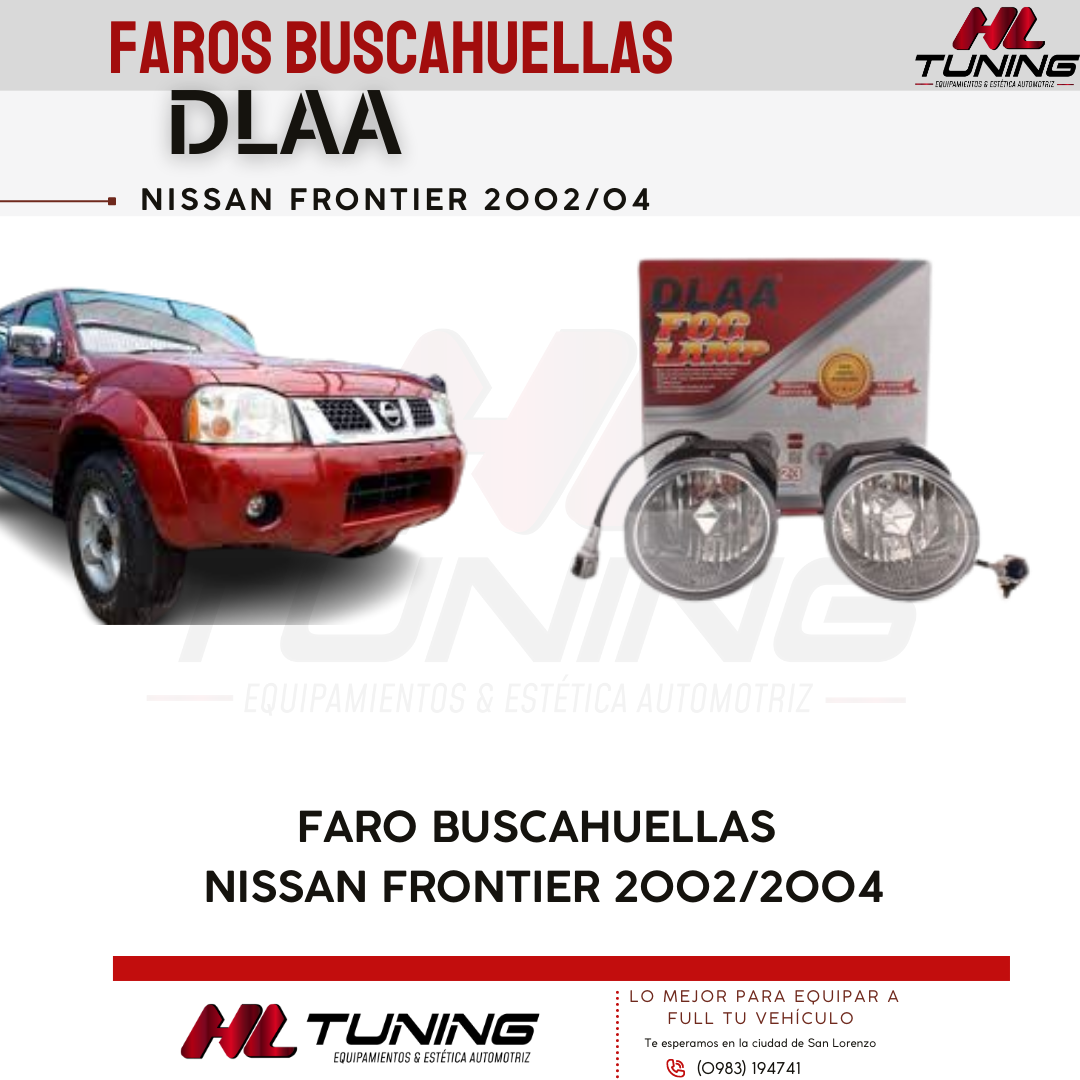 FAROS BUSCAHUELLAS
HL
TUNING
EQUIPAMIENTOS & ESTÉTICA AUTOMOTRIZ
DLAA
NISSAN FRONTIER 2002/04
DLAA
FOG
LAMP
HL
TUNING
EQUIPAMIENTOS & ESTÉTICA AUTOMOTRIZ
FARO BUSCAHUELLAS
NISSAN FRONTIER 2002/2004
HL TUNING
EQUIPAMIENTOS & ESTÉTICA AUTOMOTRIZ
LO MEJOR PARA EQUIPAR A
FULL TU VEHÍCULO
Te esperamos en la ciudad de San Lorenzo
(0983) 194741